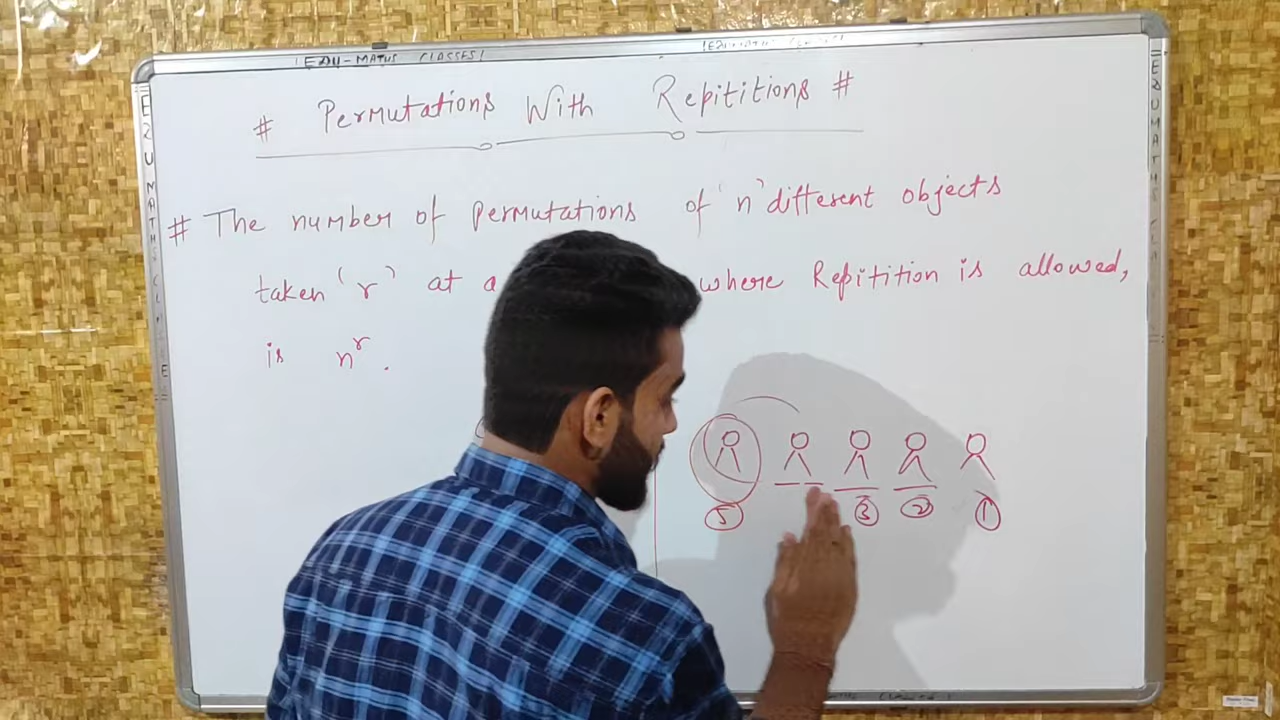 ! EDU-MATHS CLASSES!
# Permutations With Repititions #
# The number of permutations of 'n' different objects
taken 'r' at a where Repitition is allowed,
is n^r.
5 3 2 1